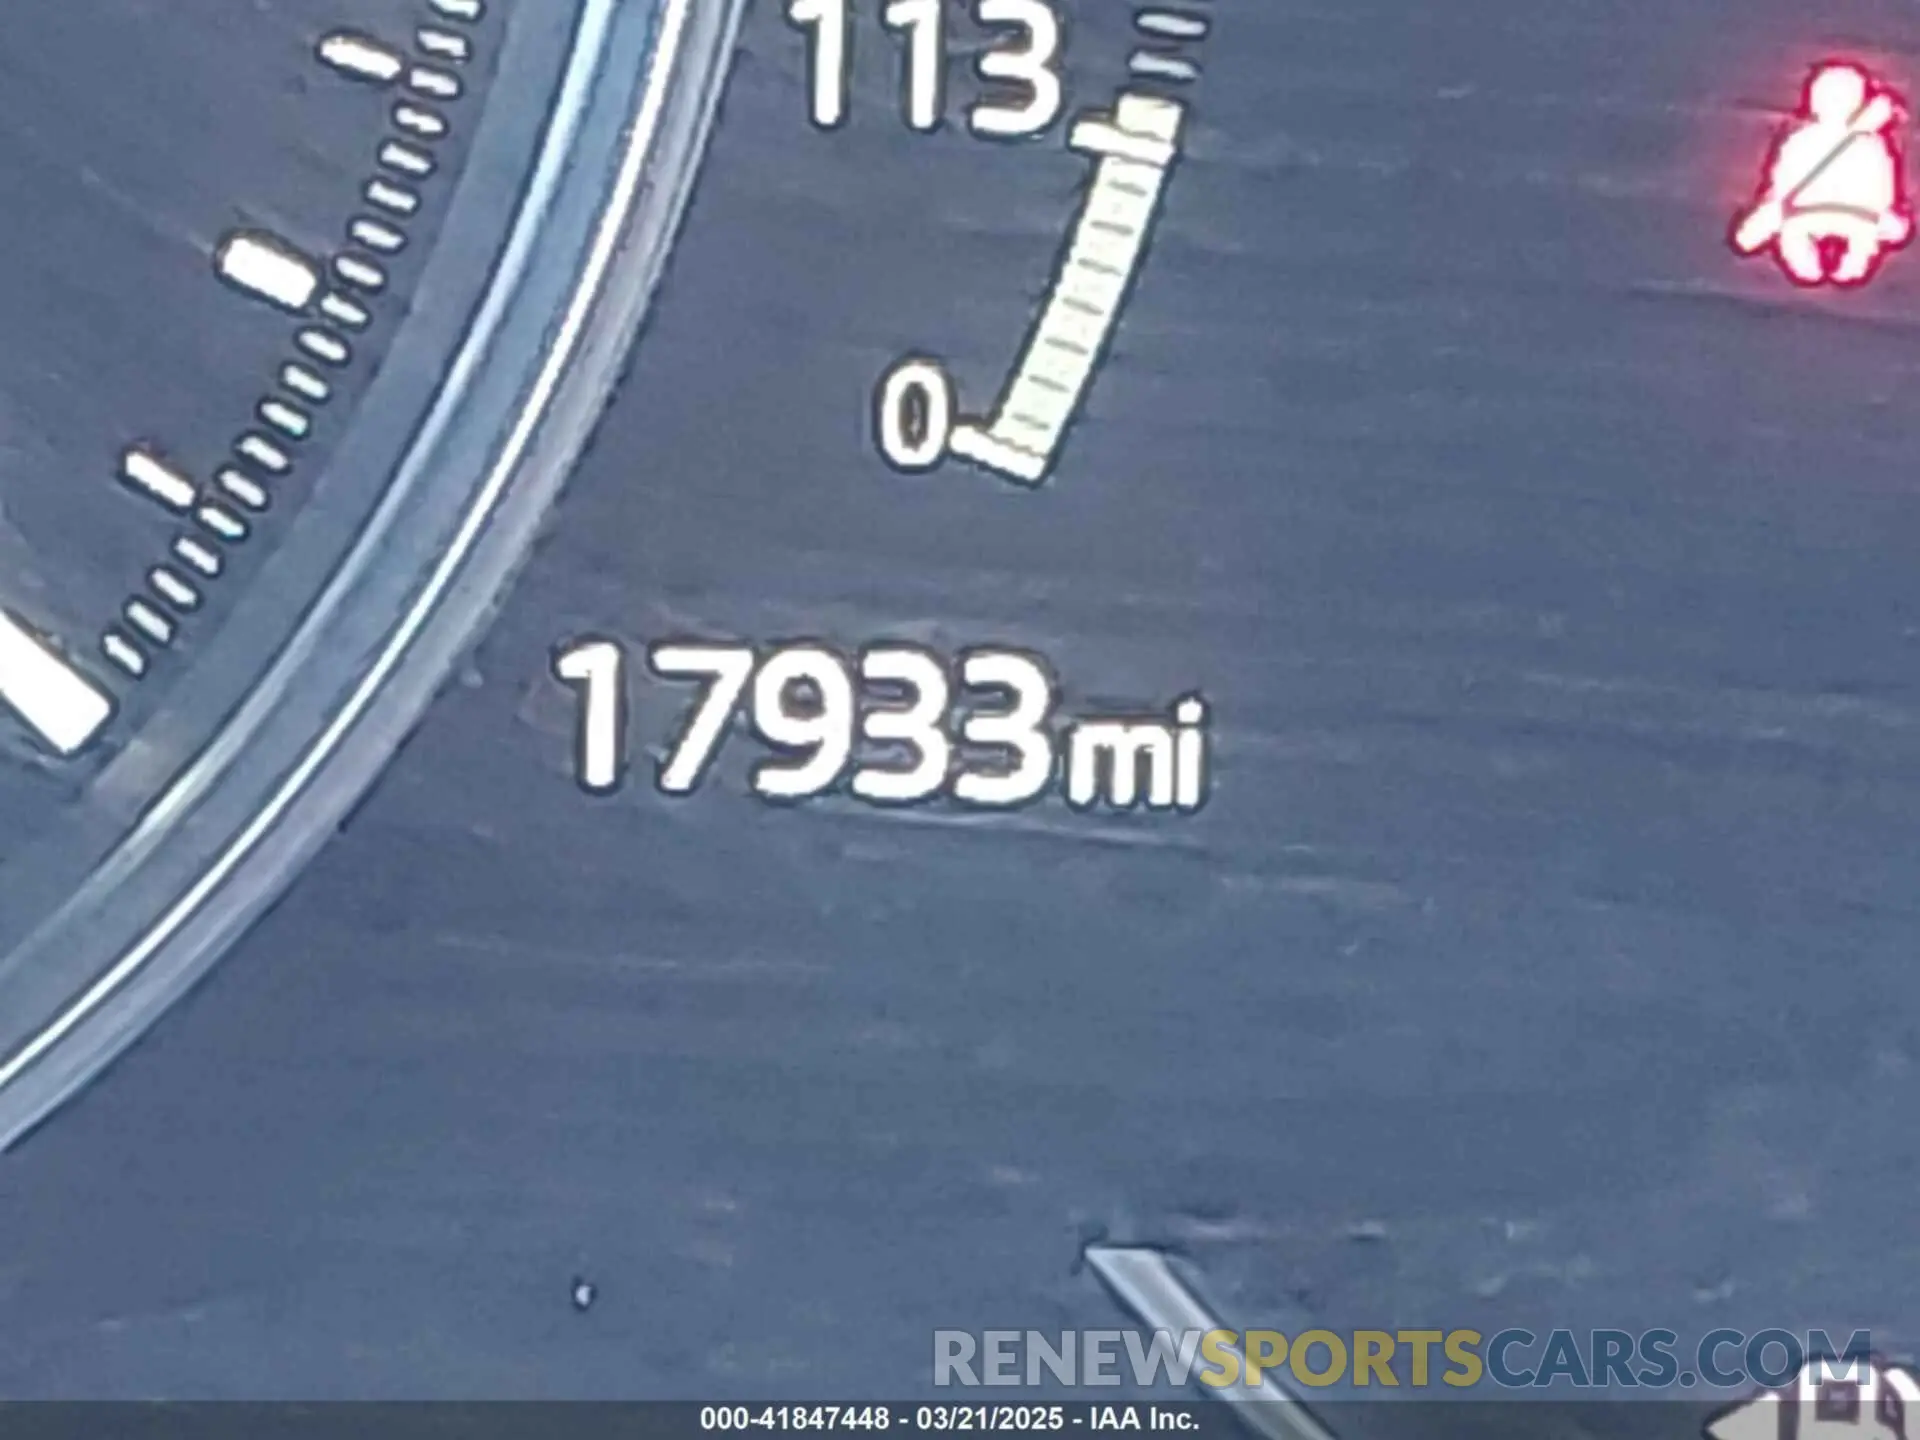 113
0
17933mi
RENEWSPORTSCARS.COM
000-41847448 - 03/21/2025 - IAA Inc.